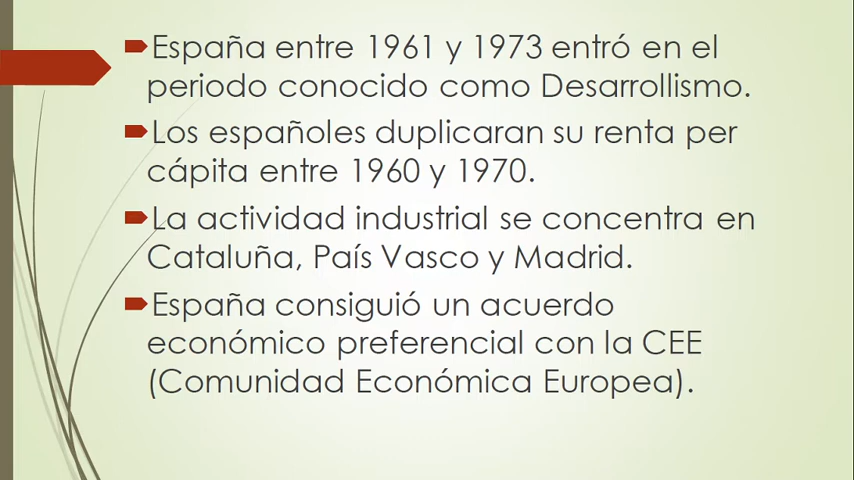 España entre 1961 y 1973 entró en el
periodo conocido como Desarrollismo.
Los españoles duplicaran su renta per
cápita entre 1960 y 1970.
La actividad industrial se concentra en
Cataluña, País Vasco y Madrid.
España consiguió un acuerdo
económico preferencial con la CEE
(Comunidad Económica Europea).